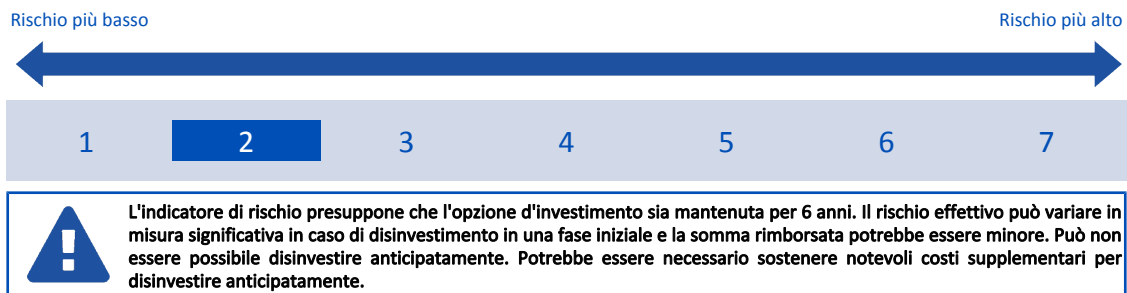 Rischio più basso Rischio più alto
1 2 3 4 5 6 7
L'indicatore di rischio presuppone che l'opzione d'investimento sia mantenuta per 6 anni. Il rischio effettivo può variare in
misura significativa in caso di disinvestimento in una fase iniziale e la somma rimborsata potrebbe essere minore. Può non
essere possibile disinvestire anticipatamente. Potrebbe essere necessario sostenere notevoli costi supplementari per
disinvestire anticipatamente.